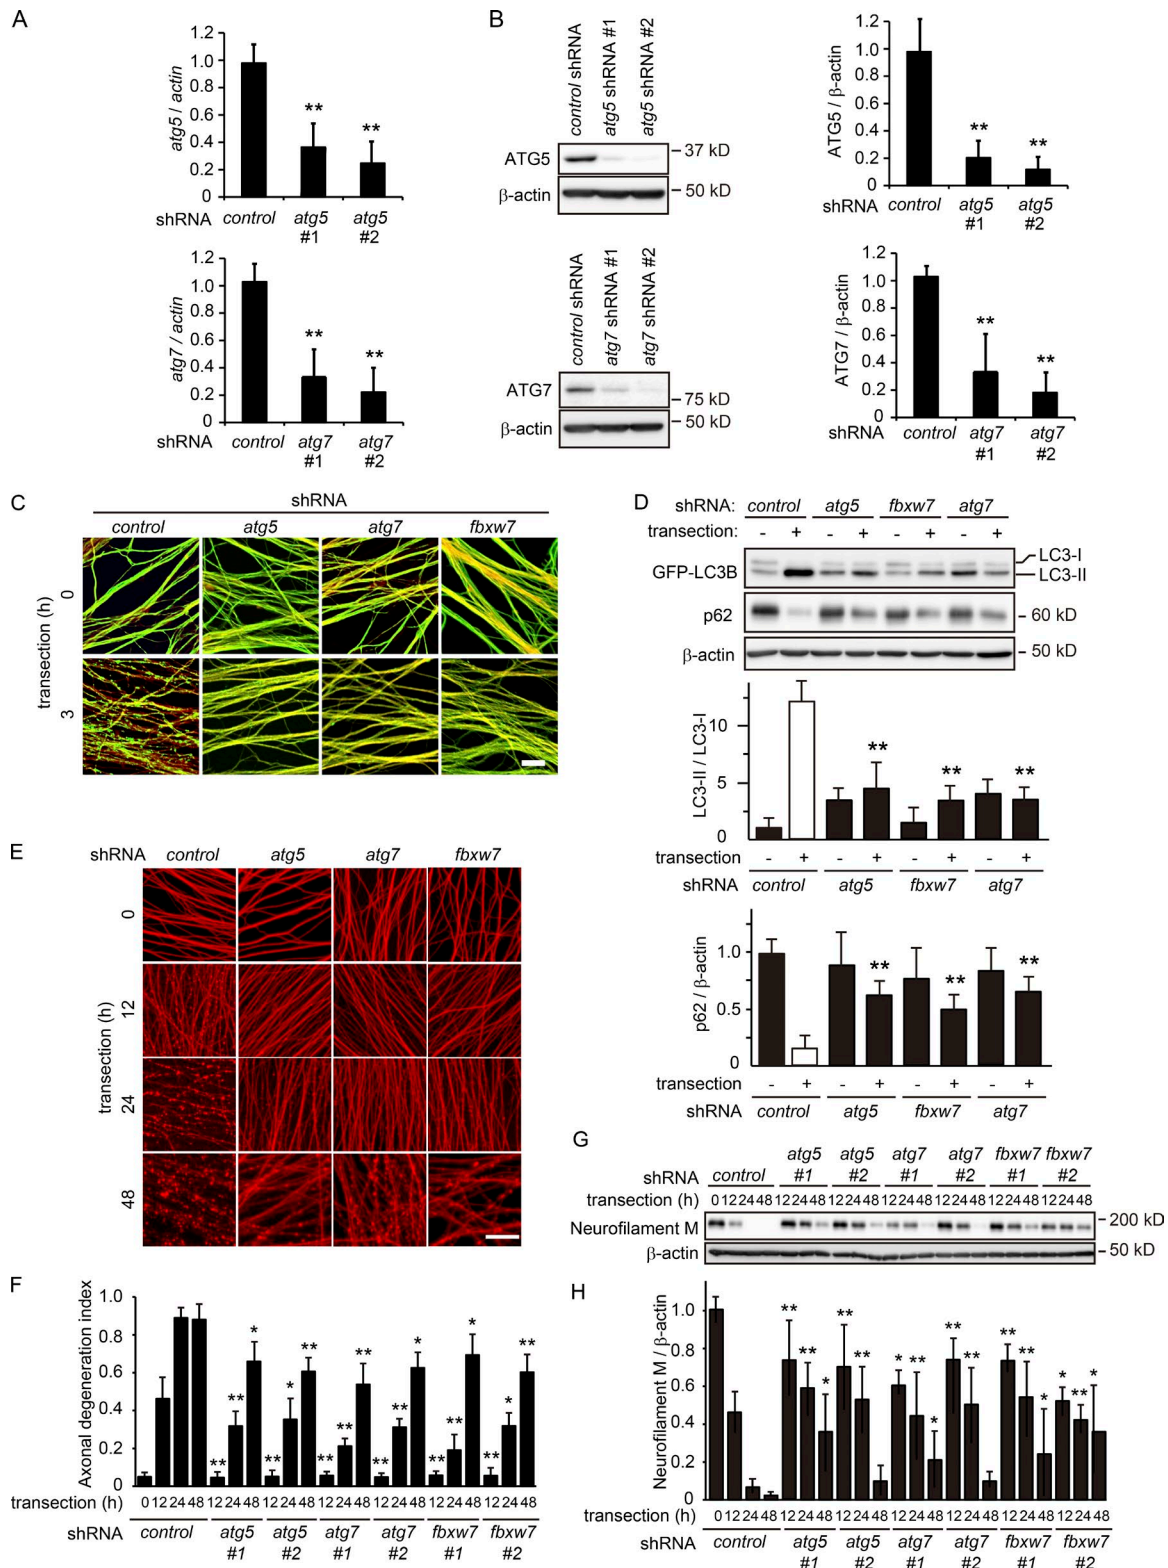 A
1.2
1.0
0.8
0.6
0.4
0.2
0
atg5 / actin
**
**
shRNA
control
atg5 #1
atg5 #2
1.2
1.0
0.8
0.6
0.4
0.2
0
atg7 / actin
**
**
shRNA
control
atg7 #1
atg7 #2
B
control shRNA
atg5 shRNA #1
atg5 shRNA #2
ATG5
37 kD
β-actin
50 kD
1.2
1.0
0.8
0.6
0.4
0.2
0
ATG5 / β-actin
**
**
shRNA
control
atg5 #1
atg5 #2
control shRNA
atg7 shRNA #1
atg7 shRNA #2
ATG7
75 kD
β-actin
50 kD
1.2
1.0
0.8
0.6
0.4
0.2
0
ATG7 / β-actin
**
**
shRNA
control
atg7 #1
atg7 #2
C
shRNA
control atg5 atg7 fbxw7
transection (h)
0
3
D
shRNA: control atg5 fbxw7 atg7
transection: - + - + - + - +
GFP-LC3B
LC3-I
LC3-II
p62
60 kD
β-actin
50 kD
LC3-II / LC3-I
10
5
0
** ** **
transection - + - + - + - +
shRNA control atg5 fbxw7 atg7
p62 / β-actin
1.0
0.5
0
** ** **
transection - + - + - + - +
shRNA control atg5 fbxw7 atg7
E
shRNA control atg5 atg7 fbxw7
transection (h)
0
12
24
48
F
Axonal degeneration index
1.0
0.8
0.6
0.4
0.2
0
** ** * ** * ** ** ** ** ** ** * ** ** * ** * **
transection (h) 0 12 24 48 12 24 48 12 24 48 12 24 48 12 24 48 12 24 48 12 24 48
shRNA control atg5 #1 atg5 #2 atg7 #1 atg7 #2 fbxw7 #1 fbxw7 #2
G
shRNA control atg5 #1 atg5 #2 atg7 #1 atg7 #2 fbxw7 #1 fbxw7 #2
transection (h) 0 12 24 48 12 24 48 12 24 48 12 24 48 12 24 48 12 24 48 12 24 48
Neurofilament M
200 kD
β-actin
50 kD
H
Neurofilament M / β-actin
1.0
0.8
0.6
0.4
0.2
0
** ** * ** ** * ** * ** ** ** ** * * ** *
transection (h) 0 12 24 48 12 24 48 12 24 48 12 24 48 12 24 48 12 24 48 12 24 48
shRNA control atg5 #1 atg5 #2 atg7 #1 atg7 #2 fbxw7 #1 fbxw7 #2